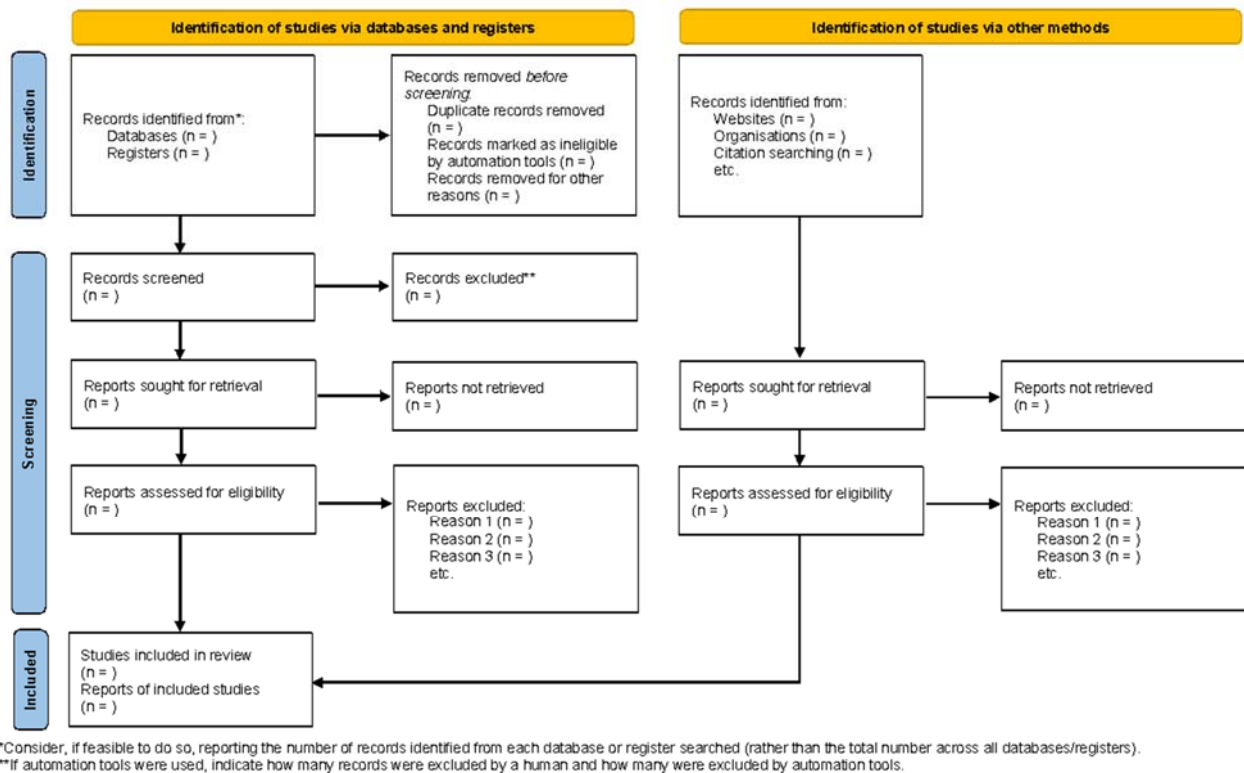 Identification of studies via databases and registers
Identification of studies via other methods
Identification
Records identified from*:
Databases (n = )
Registers (n = )
Records removed before
screening:
Duplicate records removed
(n = )
Records marked as ineligible
by automation tools (n = )
Records removed for other
reasons (n = )
Records identified from:
Websites (n = )
Organisations (n = )
Citation searching (n = )
etc.
Screening
Records screened
(n = )
Records excluded**
(n = )
Reports sought for retrieval
(n = )
Reports not retrieved
(n = )
Reports sought for retrieval
(n = )
Reports not retrieved
(n = )
Reports assessed for eligibility
(n = )
Reports excluded:
Reason 1 (n = )
Reason 2 (n = )
Reason 3 (n = )
etc.
Reports assessed for eligibility
(n = )
Reports excluded:
Reason 1 (n = )
Reason 2 (n = )
Reason 3 (n = )
etc.
Included
Studies included in review
(n = )
Reports of included studies
(n = )
*Consider, if feasible to do so, reporting the number of records identified from each database or register searched (rather than the total number across all databases/registers).
**If automation tools were used, indicate how many records were excluded by a human and how many were excluded by automation tools.